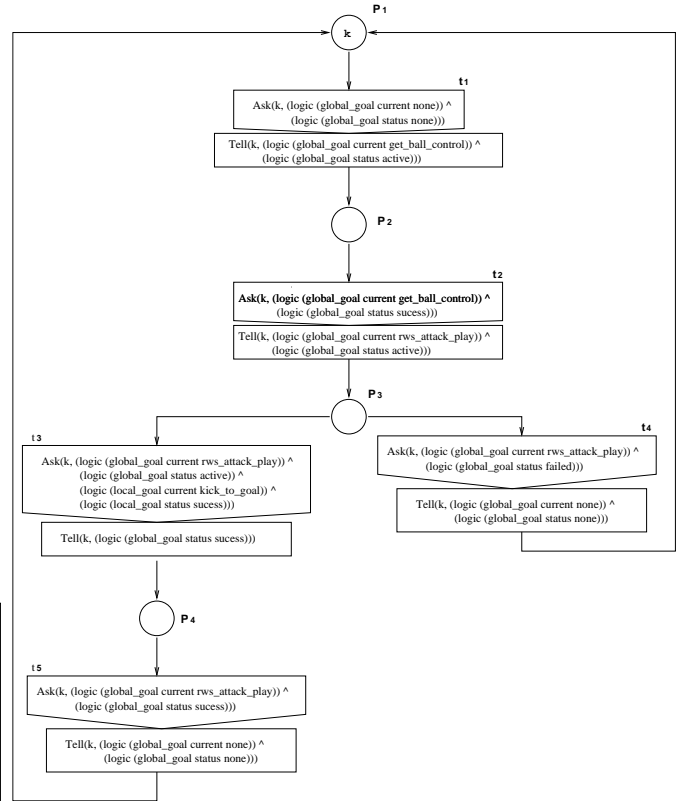 P1
k
t1
Ask(k, (logic (global_goal current none)) ^
(logic (global_goal status none)))
Tell(k, (logic (global_goal current get_ball_control)) ^
(logic (global_goal status active)))
P2
t2
Ask(k, (logic (global_goal current get_ball_control)) ^
(logic (global_goal status sucess)))
Tell(k, (logic (global_goal current rws_attack_play)) ^
(logic (global_goal status active)))
P3
t3
Ask(k, (logic (global_goal current rws_attack_play)) ^
(logic (global_goal status active)) ^
(logic (local_goal current kick_to_goal)) ^
(logic (local_goal status sucess)))
Tell(k, (logic (global_goal status sucess)))
t4
Ask(k, (logic (global_goal current rws_attack_play)) ^
(logic (global_goal status failed)))
Tell(k, (logic (global_goal current none)) ^
(logic (global_goal status none)))
P4
t5
Ask(k, (logic (global_goal current rws_attack_play)) ^
(logic (global_goal status sucess)))
Tell(k, (logic (global_goal current none)) ^
(logic (global_goal status none)))